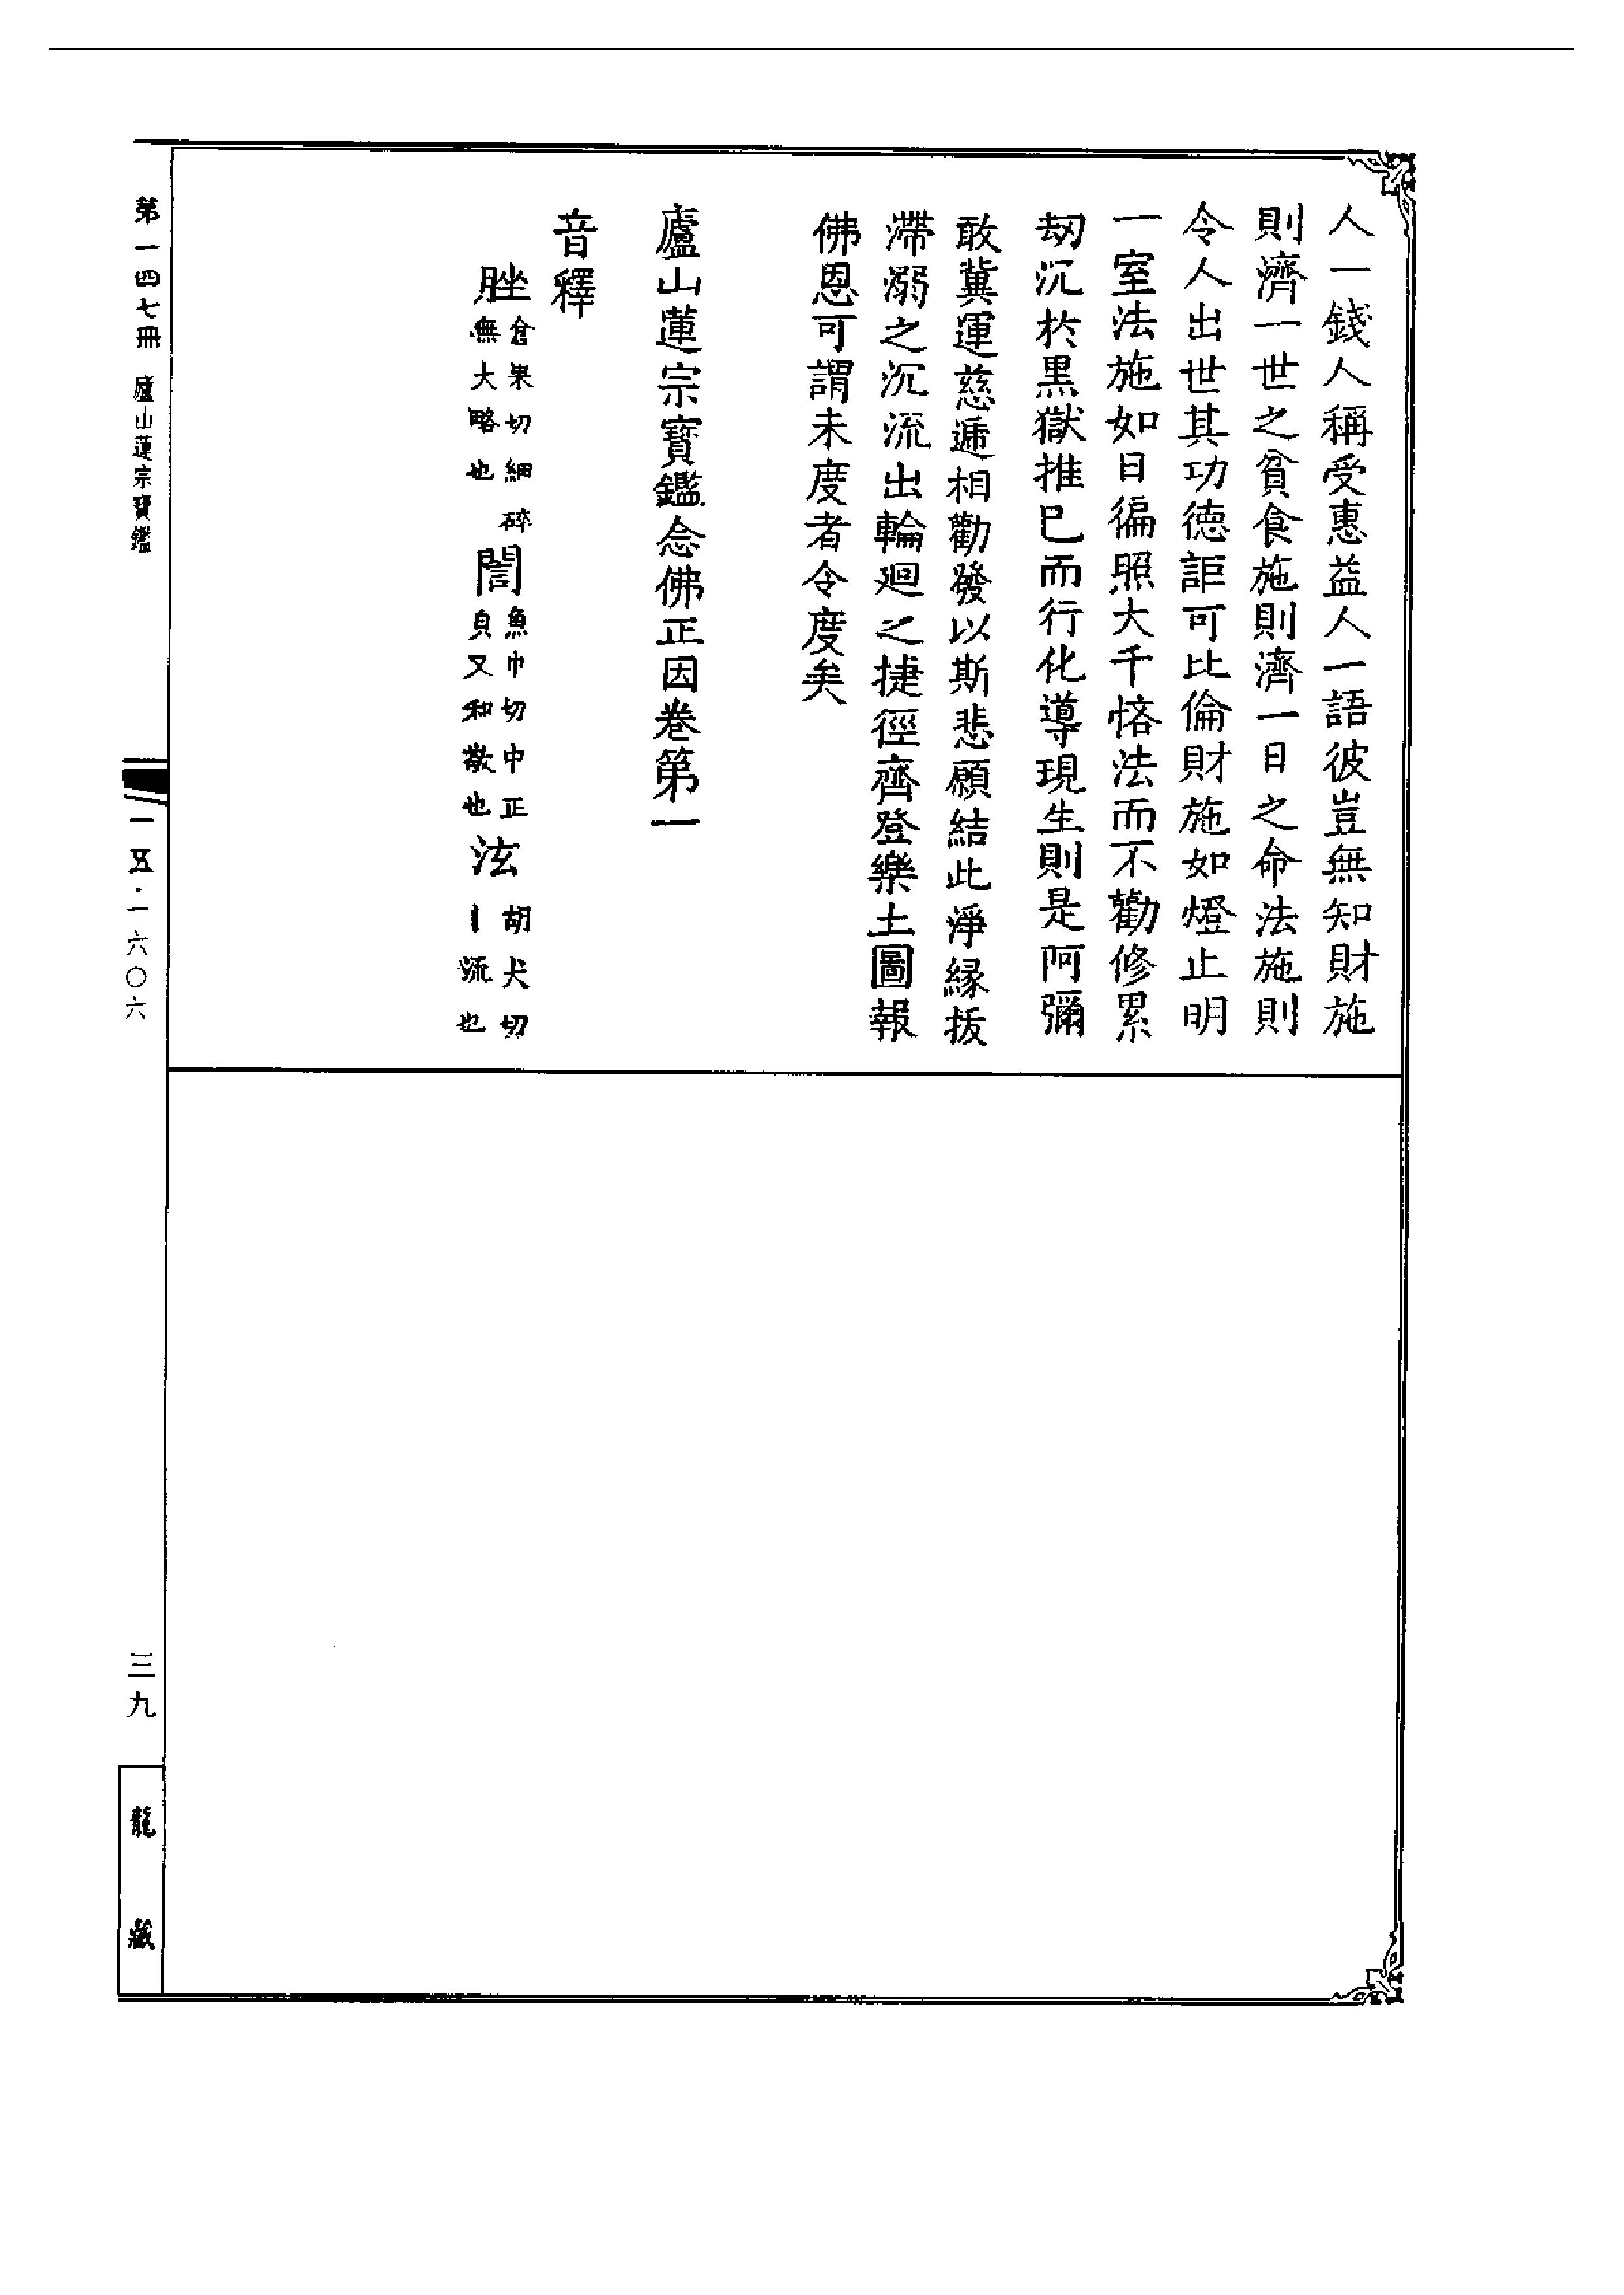 人一錢人稱受惠益人一語彼豈無知財施
則濟一世之貧食施則濟一日之命法施則
令人出世其功德詎可比倫財施如燈止明
一室法施如日徧照大千恡法而不勸修累
刧沉於黒獄推巳而行化導現生則是阿彌
敢冀運慈遞相勸發以斯悲願結此淨緣拔
滯溺之沉流出輪廻之捷徑齊登樂土圖報
佛恩可謂未度者令度矣
廬山蓮宗寶鑑念佛正因卷第一
音釋
脞倉果切細碎無大略也誾魚巾切中正皃又和敬也泫胡犬切丨流也
第一四七冊 廬山蓮宗寶鑑
一五·一六〇六
三九
龍藏